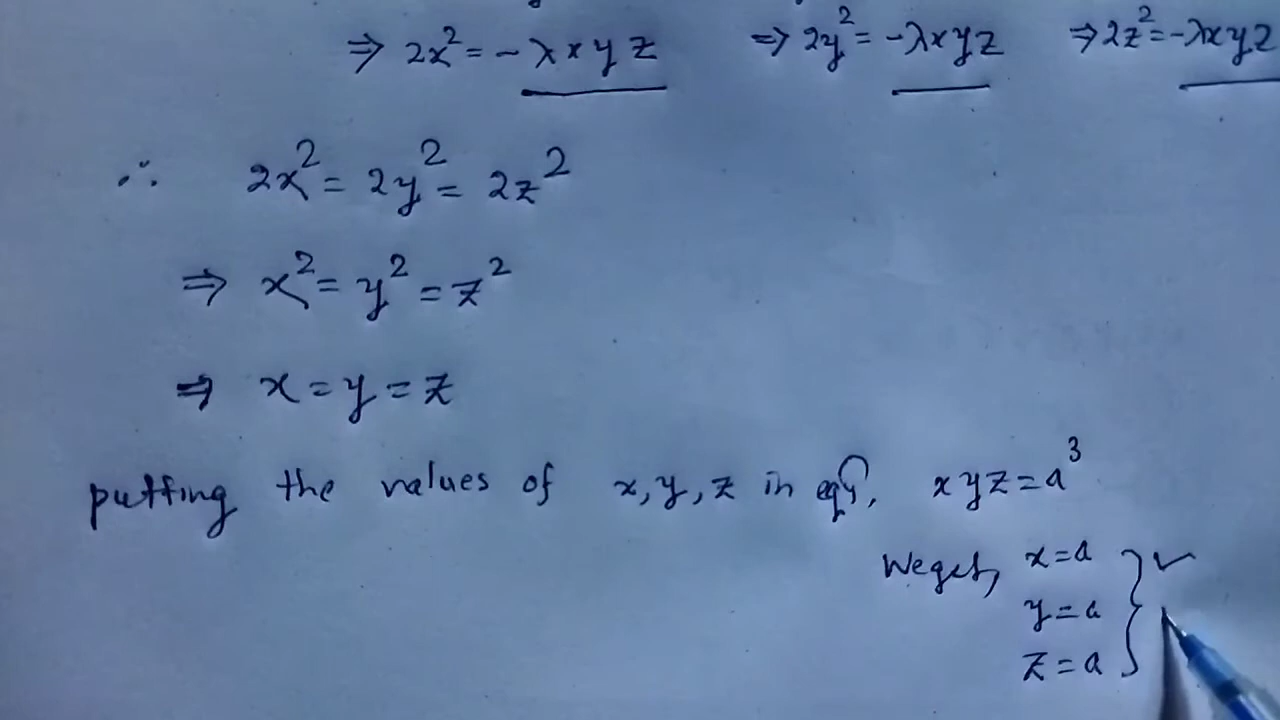 ⇒ 2x² = -λxyz ⇒ 2y² = -λxyz ⇒ 2z² = -λxyz
∴ 2x² = 2y² = 2z²
⇒ x² = y² = z²
⇒ x = y = z
putting the values of x, y, z in eqn, xyz = a³
We get, x = a
y = a
z = a